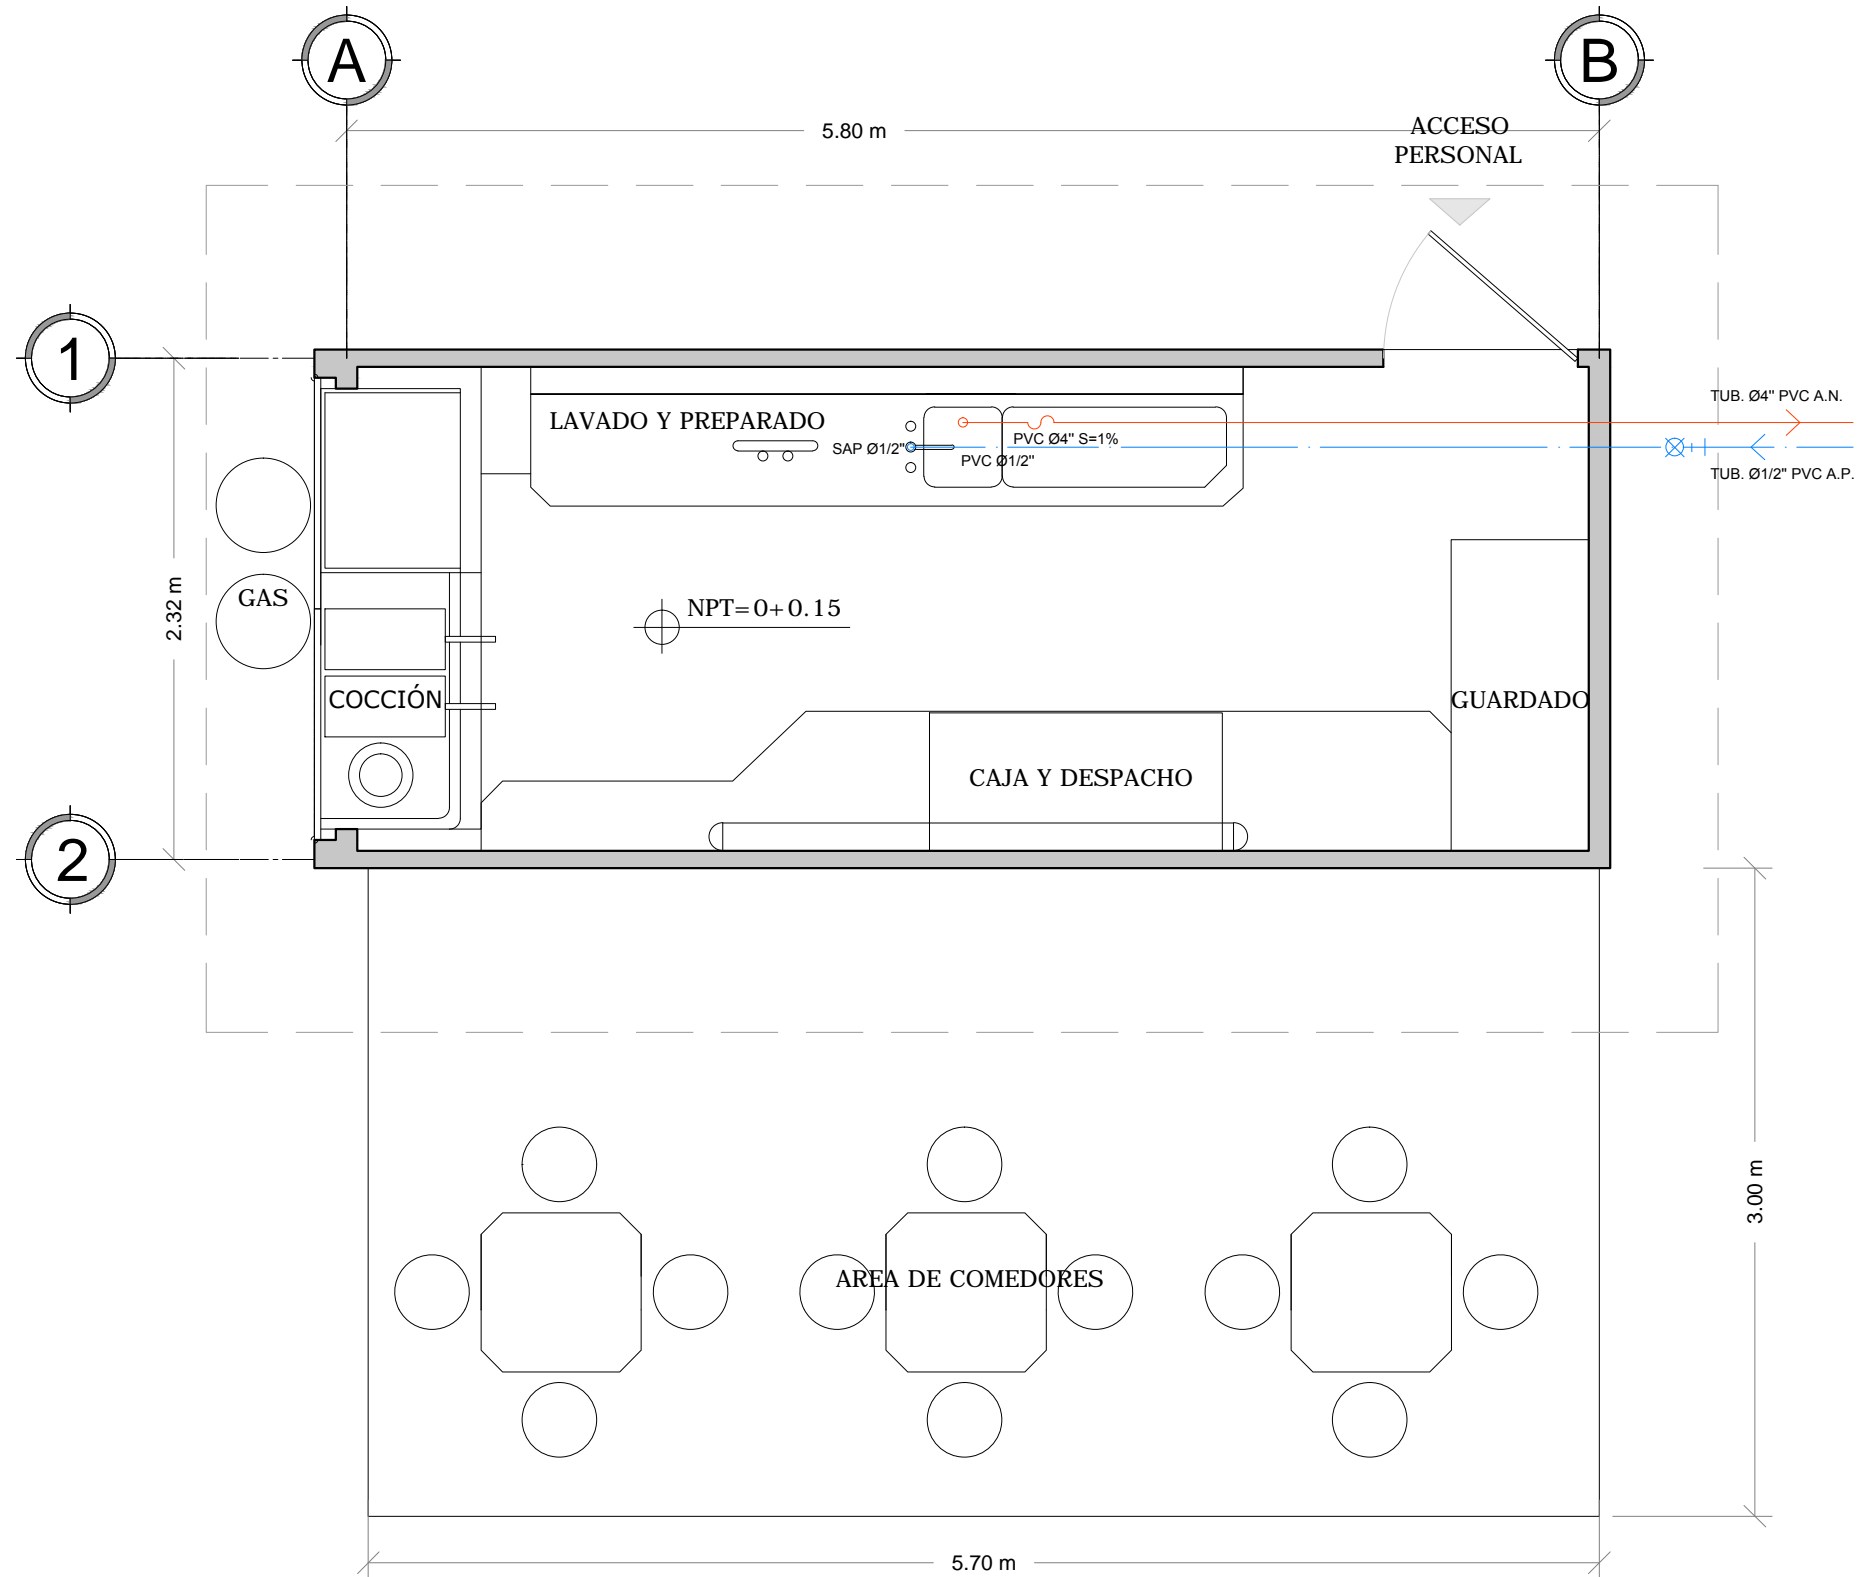 A
B
5.80 m
ACCESO
PERSONAL
1
TUB. Ø4" PVC A.N.
LAVADO Y PREPARADO
PVC Ø4" S=1%
SAP Ø1/2"
PVC Ø1/2"
TUB. Ø1/2" PVC A.P.
GAS
2.32 m
NPT=0+0.15
COCCIÓN
GUARDADO
CAJA Y DESPACHO
2
3.00 m
AREA DE COMEDORES
5.70 m